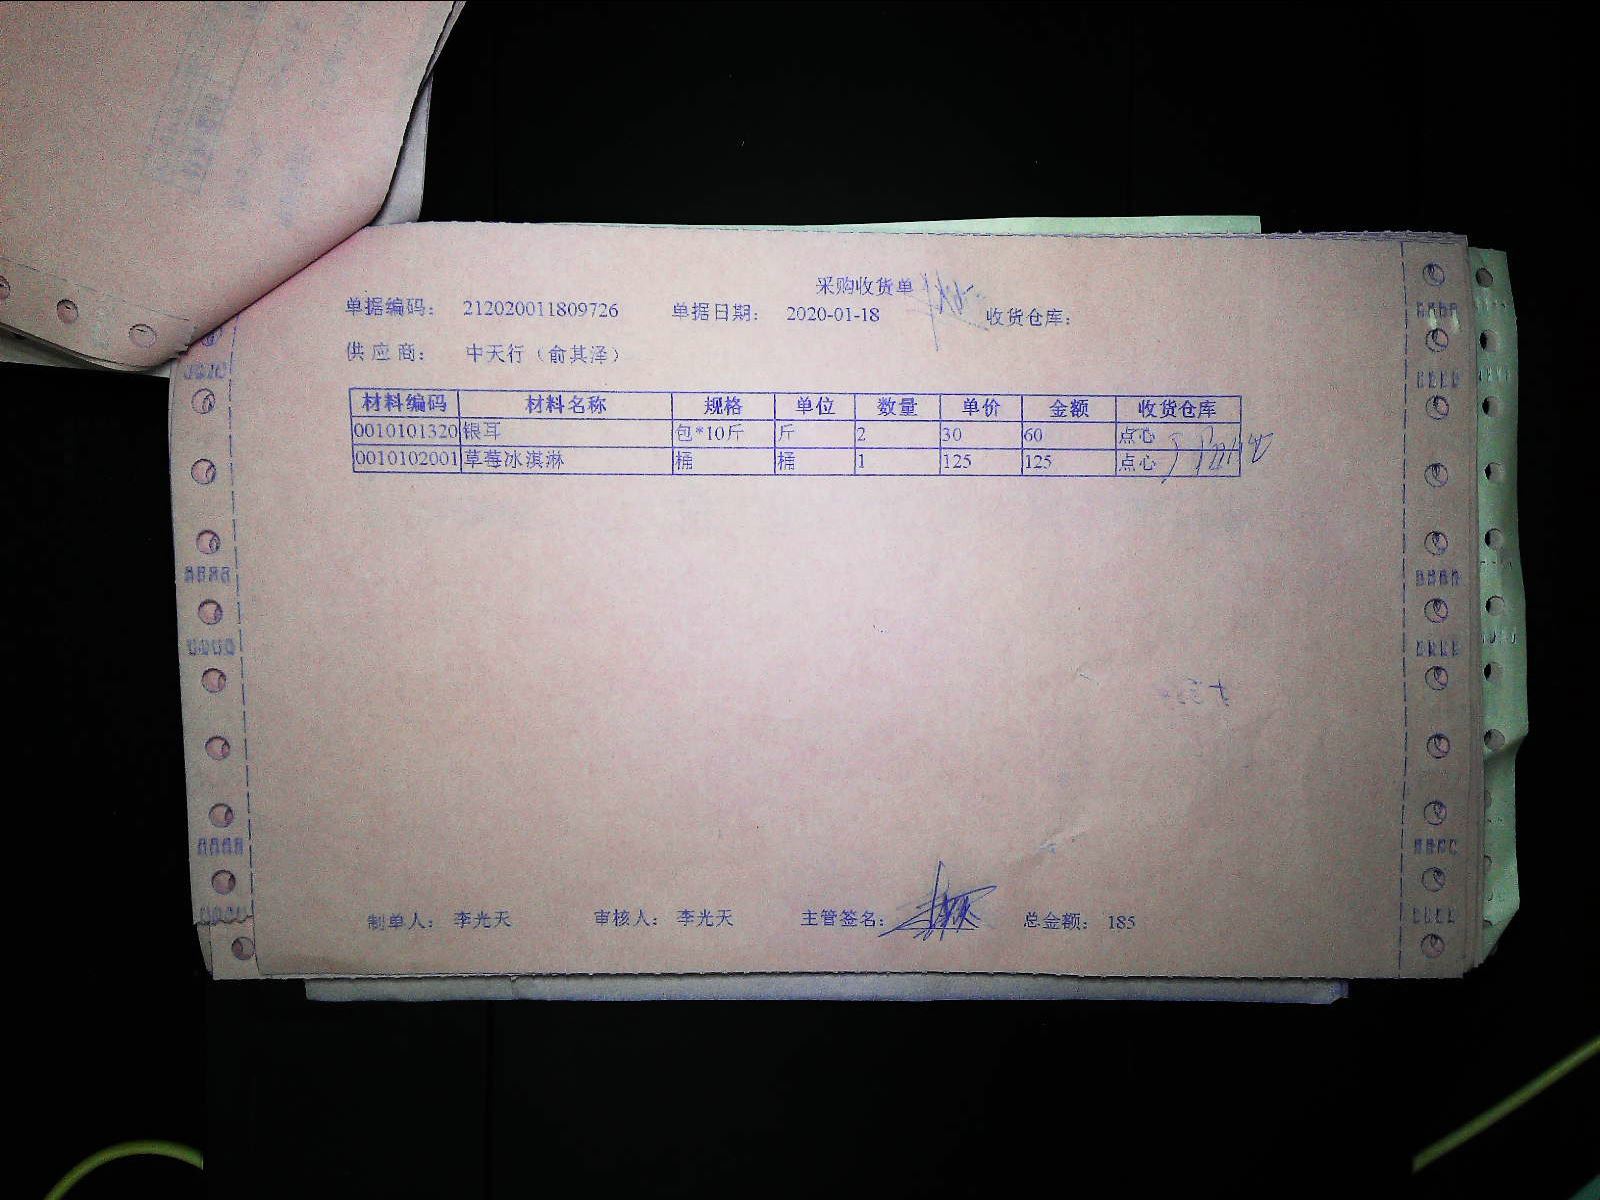 采购收货单
单据编码： 212020011809726 单据日期： 2020-01-18 收货仓库：
供 应 商： 中天行（俞其泽）
材料编码 材料名称 规格 单位 数量 单价 金额 收货仓库
0010101320 银耳 包*10斤 斤 2 30 60 点心
0010102001 草莓冰淇淋 桶 桶 1 125 125 点心
制单人： 李光天 审核人： 李光天 主管签名： 总金额： 185